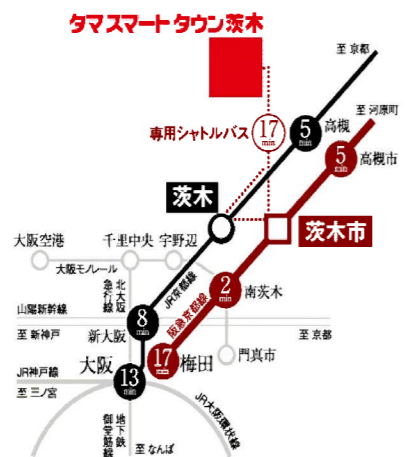 タマスマートタウン茨木
至 京都
至 河原町
専用シャトルバス
17
min
5
min
高槻
5
min
高槻市
茨木
茨木市
大阪空港
千里中央
宇野辺
大阪モノレール
北大阪
急行線
JR京都線
阪急京都線
2
min
南茨木
山陽新幹線
至 新神戸
新大阪
8
min
至 京都
門真市
JR神戸線
至 三ノ宮
大阪
13
min
17
min
梅田
地下鉄
御堂筋線
至 なんば
JR大阪環状線